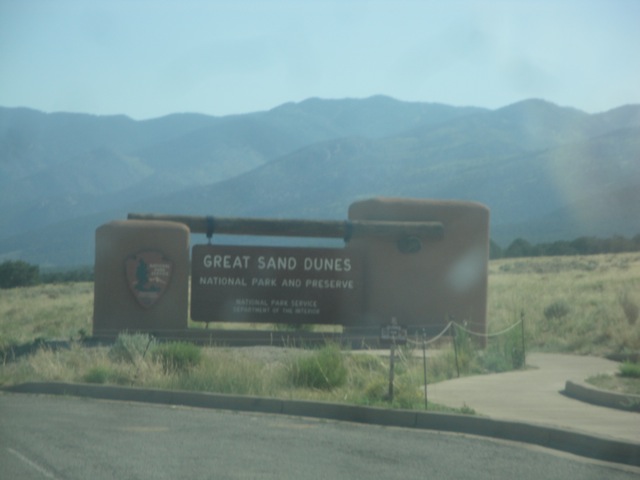 GREAT SAND DUNES
NATIONAL PARK AND PRESERVE
NATIONAL PARK SERVICE
DEPARTMENT OF THE INTERIOR